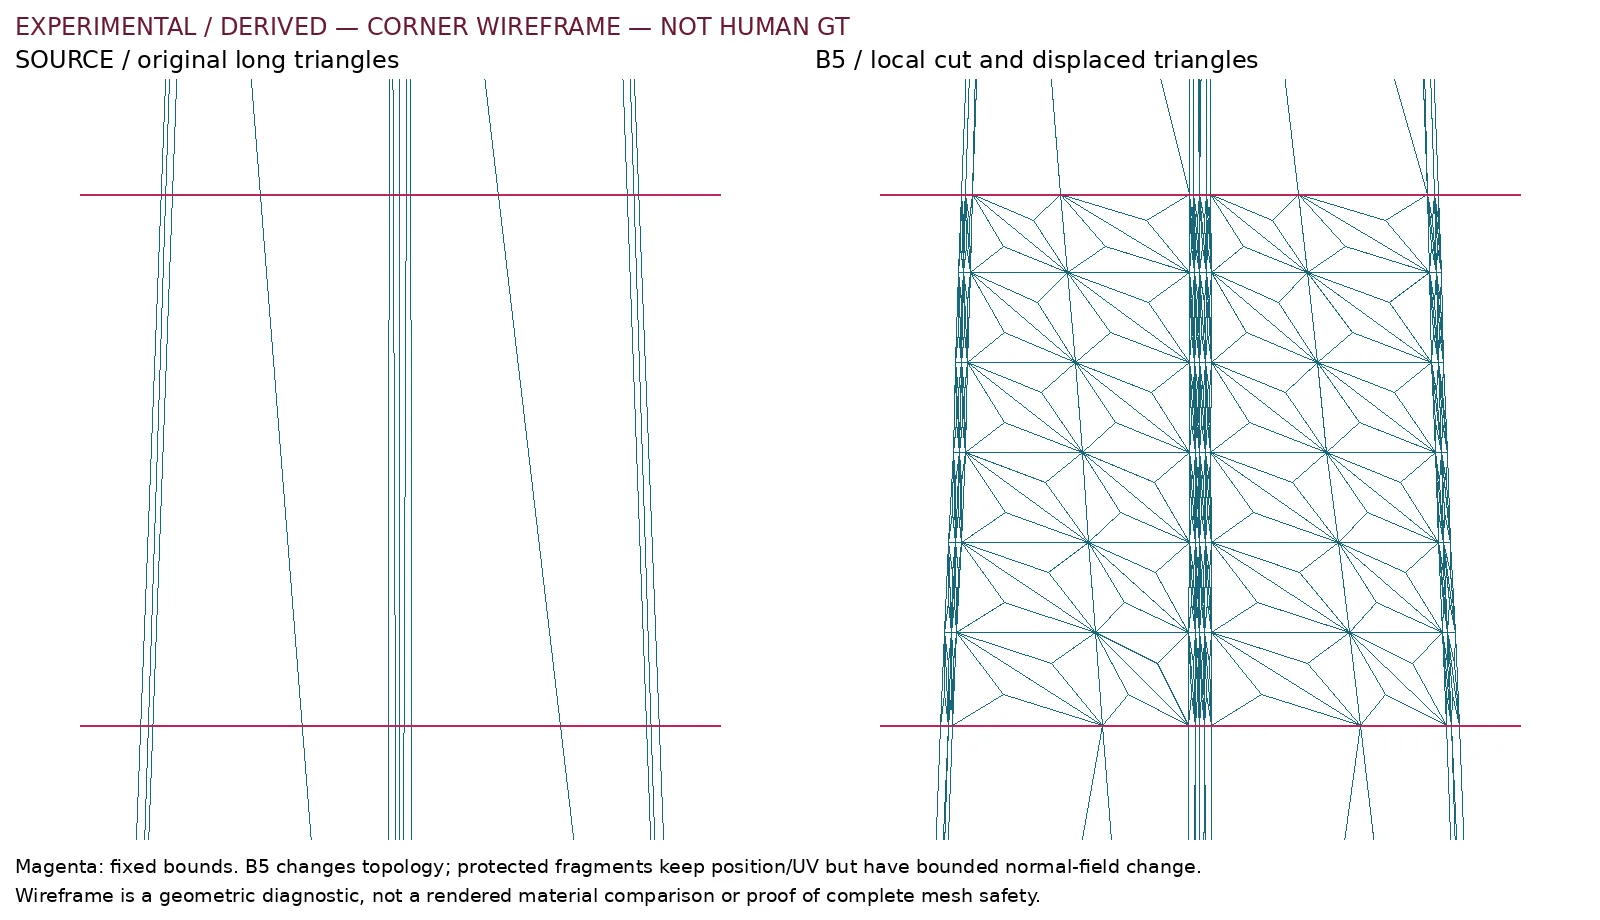 EXPERIMENTAL / DERIVED — CORNER WIREFRAME — NOT HUMAN GT
SOURCE / original long triangles
B5 / local cut and displaced triangles
Magenta: fixed bounds. B5 changes topology; protected fragments keep position/UV but have bounded normal-field change.
Wireframe is a geometric diagnostic, not a rendered material comparison or proof of complete mesh safety.